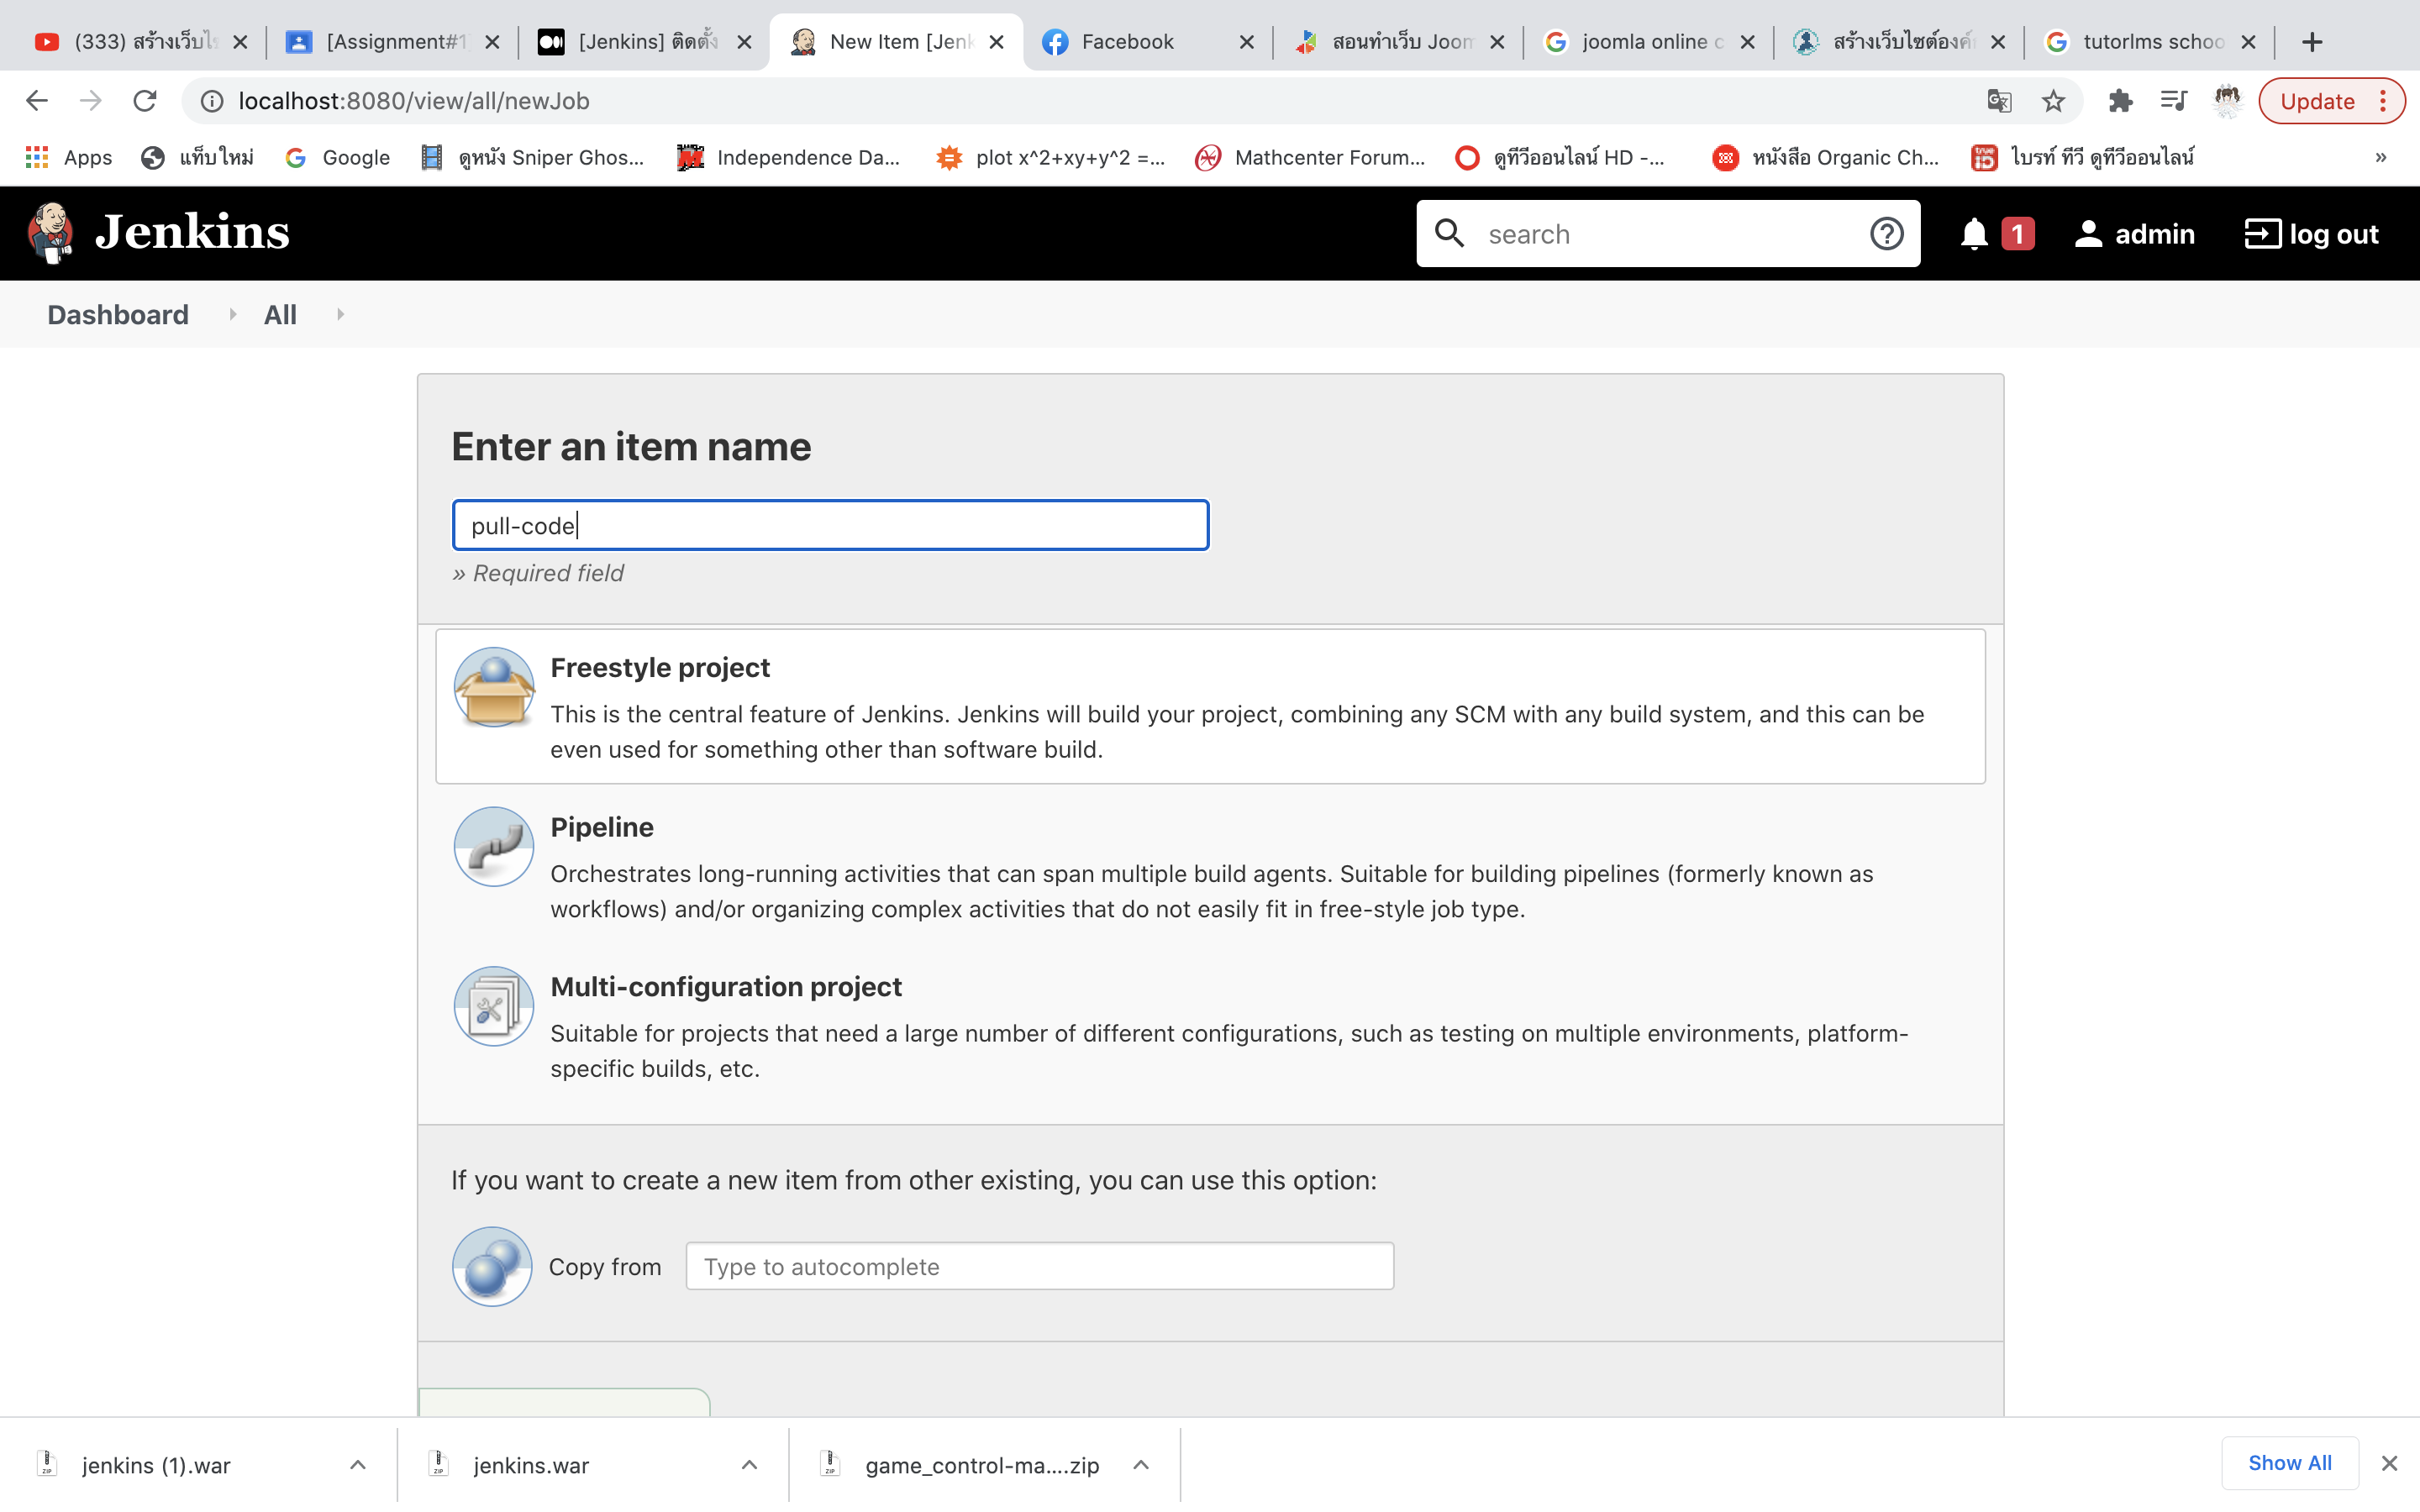 (333) สร้างเว็บไซ
[Assignment#1
[Jenkins] ติดตั้ง
New Item [Jenk
Facebook
สอนทำเว็บ Joom
joomla online c
สร้างเว็บไซต์องค์ก
tutorlms schoo
localhost:8080/view/all/newJob
Update
Apps
แท็บใหม่
Google
ดูหนัง Sniper Ghos...
Independence Da...
plot x^2+xy+y^2 =...
Mathcenter Forum...
ดูทีวีออนไลน์ HD -...
หนังสือ Organic Ch...
ไบรท์ ทีวี ดูทีวีออนไลน์
»
Jenkins
search
1
admin
log out
Dashboard
All
Enter an item name
pull-code
» Required field
Freestyle project
This is the central feature of Jenkins. Jenkins will build your project, combining any SCM with any build system, and this can be
even used for something other than software build.
Pipeline
Orchestrates long-running activities that can span multiple build agents. Suitable for building pipelines (formerly known as
workflows) and/or organizing complex activities that do not easily fit in free-style job type.
Multi-configuration project
Suitable for projects that need a large number of different configurations, such as testing on multiple environments, platform-
specific builds, etc.
If you want to create a new item from other existing, you can use this option:
Copy from
Type to autocomplete
jenkins (1).war
jenkins.war
game_control-ma....zip
Show All